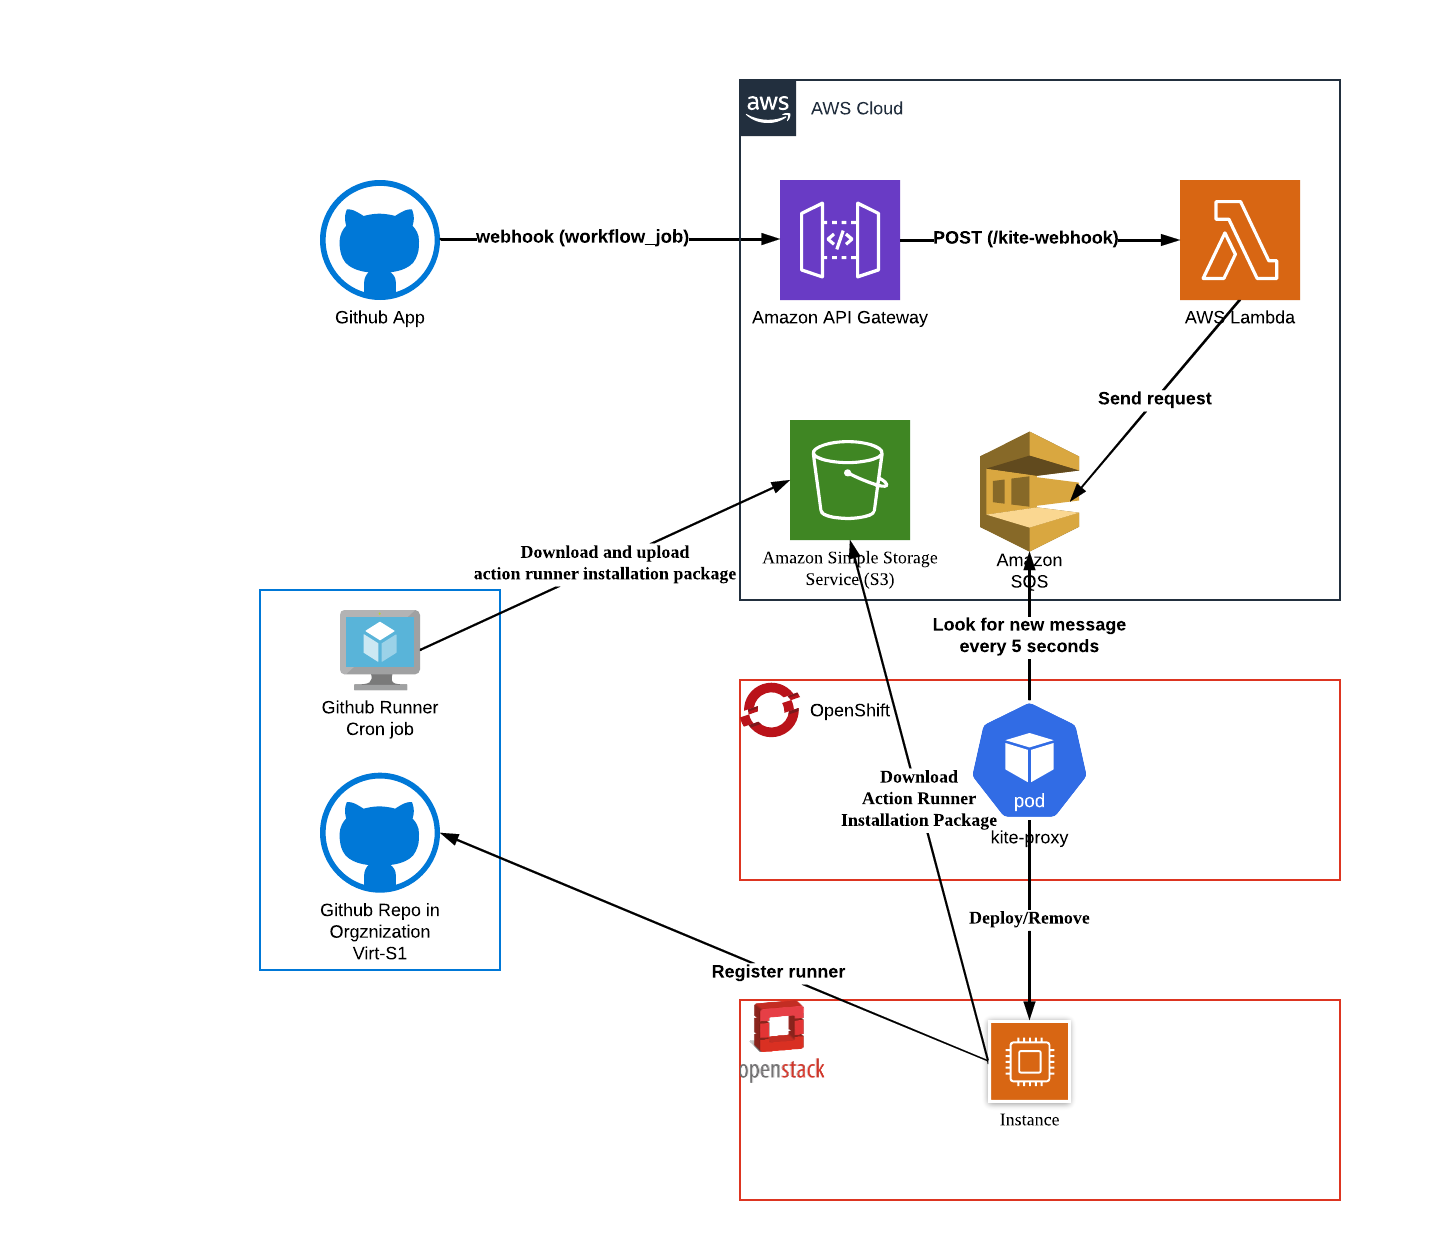 aws
AWS Cloud
webhook (workflow_job)
POST (/kite-webhook)
Github App
Amazon API Gateway
AWS Lambda
Send request
Download and upload
action runner installation package
Amazon Simple Storage
Service (S3)
Amazon
SQS
Look for new message
every 5 seconds
Github Runner
Cron job
OpenShift
Download
Action Runner
Installation Package
pod
kite-proxy
Github Repo in
Orgznization
Virt-S1
Deploy/Remove
Register runner
openstack
Instance